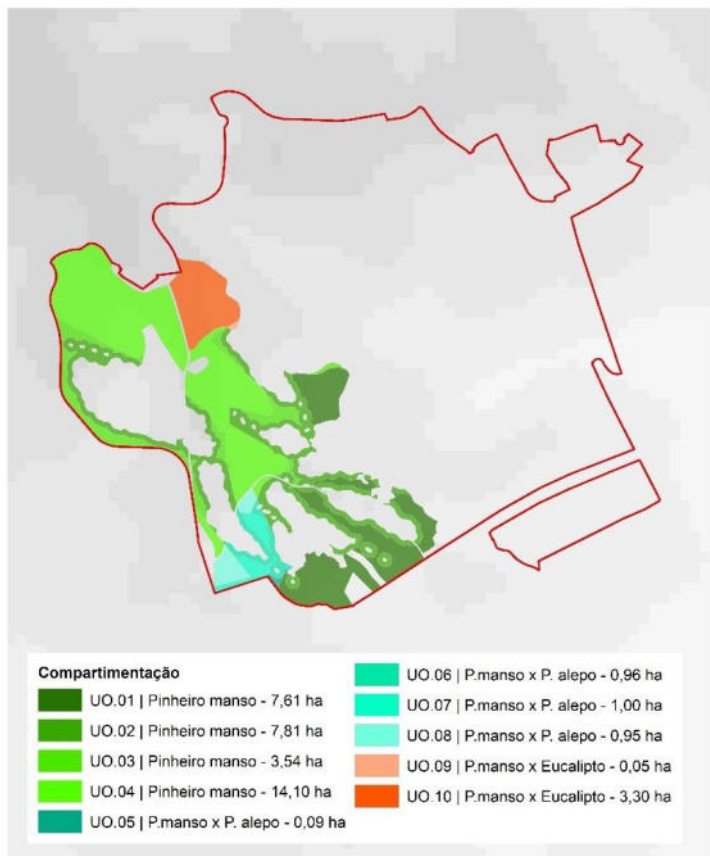 Compartimentação
UO.01 | Pinheiro manso - 7,61 ha
UO.02 | Pinheiro manso - 7,81 ha
UO.03 | Pinheiro manso - 3,54 ha
UO.04 | Pinheiro manso - 14,10 ha
UO.05 | P.manso x P. alepo - 0,09 ha
UO.06 | P.manso x P. alepo - 0,96 ha
UO.07 | P.manso x P. alepo - 1,00 ha
UO.08 | P.manso x P. alepo - 0,95 ha
UO.09 | P.manso x Eucalipto - 0,05 ha
UO.10 | P.manso x Eucalipto - 3,30 ha